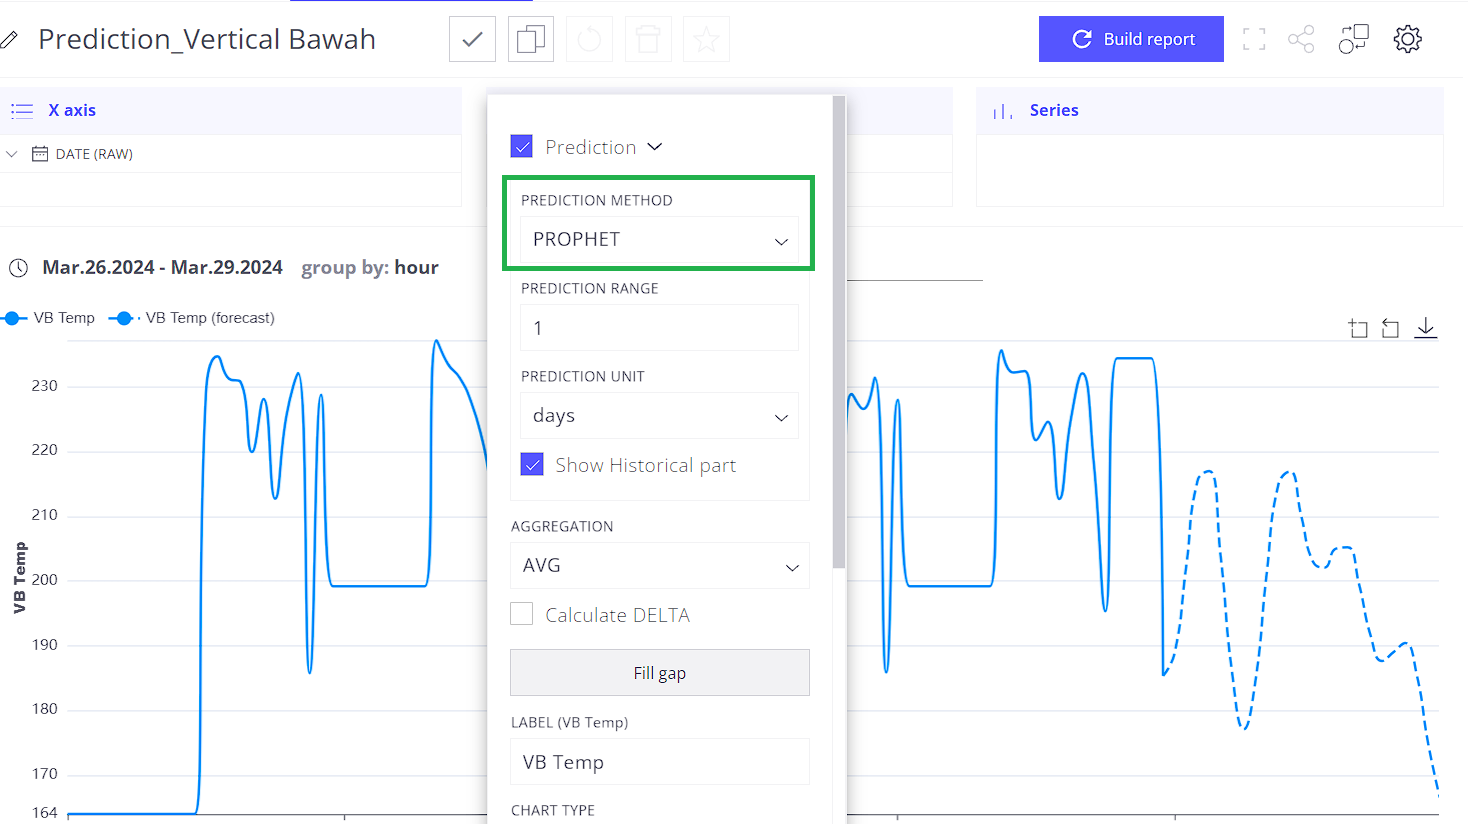 Prediction_Vertical Bawah
Build report
X axis
DATE (RAW)
Series
Prediction
PREDICTION METHOD
PROPHET
PREDICTION RANGE
1
PREDICTION UNIT
days
Show Historical part
AGGREGATION
AVG
Calculate DELTA
Fill gap
LABEL (VB Temp)
VB Temp
CHART TYPE
Mar.26.2024 - Mar.29.2024 group by: hour
VB Temp VB Temp (forecast)
VB Temp
230
220
210
200
190
180
170
164